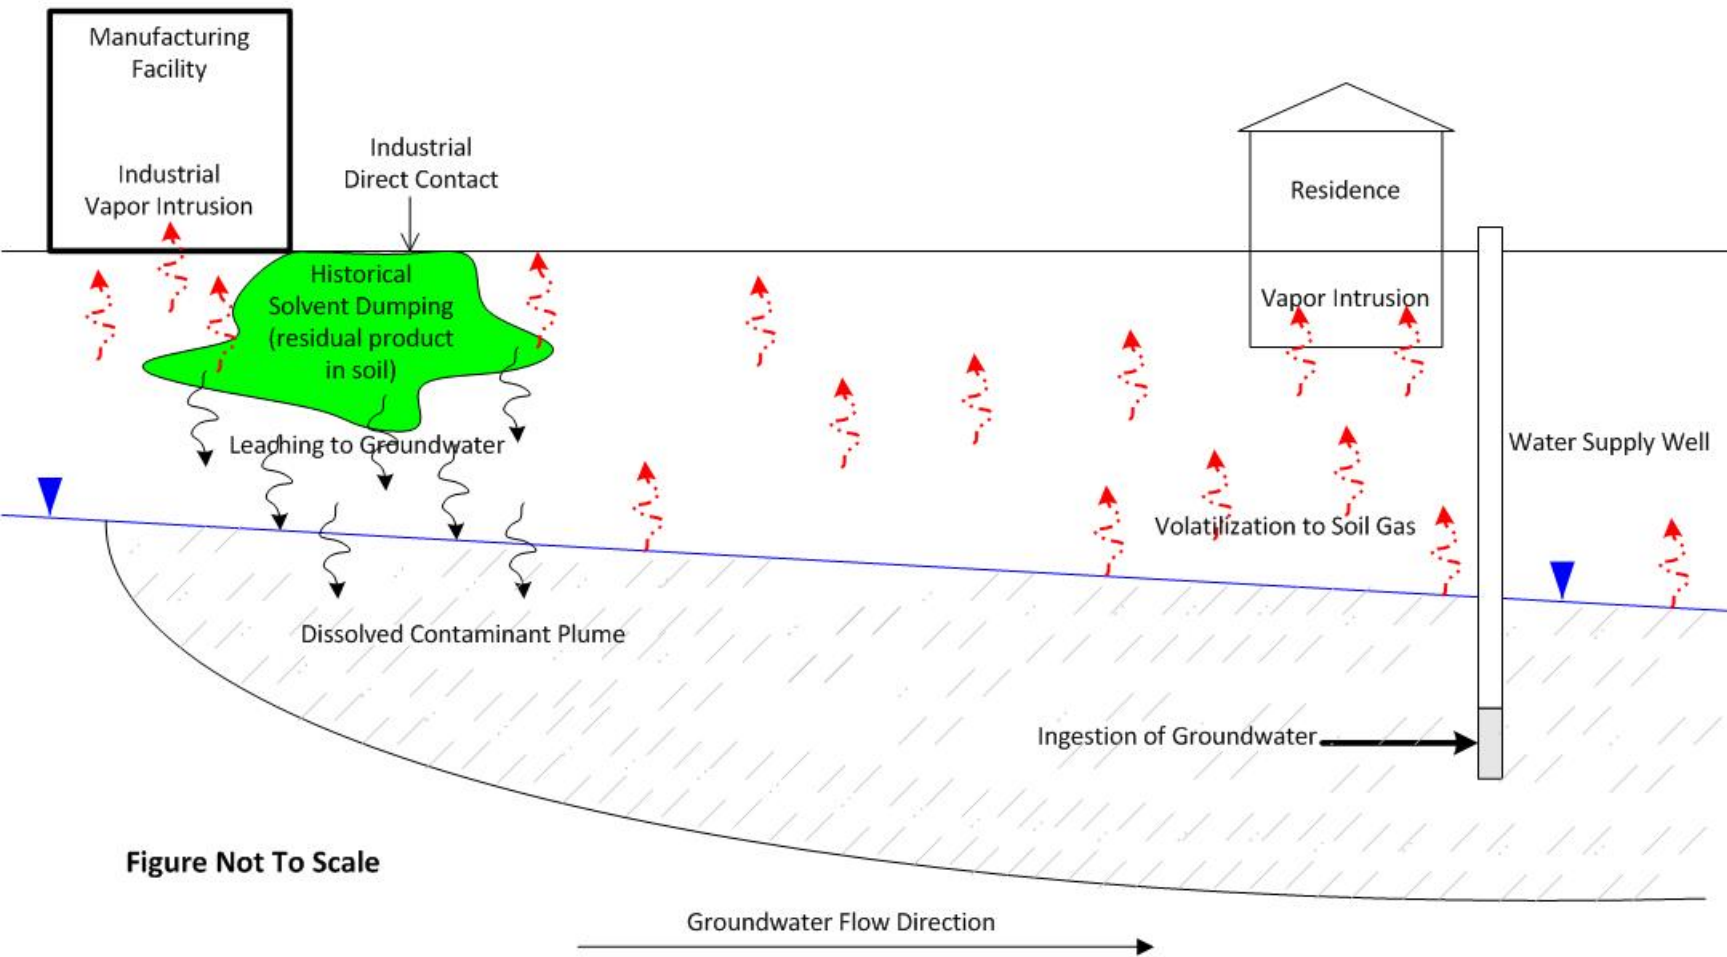 Manufacturing
Facility
Industrial
Vapor Intrusion
Industrial
Direct Contact
Historical
Solvent Dumping
(residual product
in soil)
Leaching to Groundwater
Dissolved Contaminant Plume
Residence
Vapor Intrusion
Water Supply Well
Volatilization to Soil Gas
Ingestion of Groundwater
Figure Not To Scale
Groundwater Flow Direction